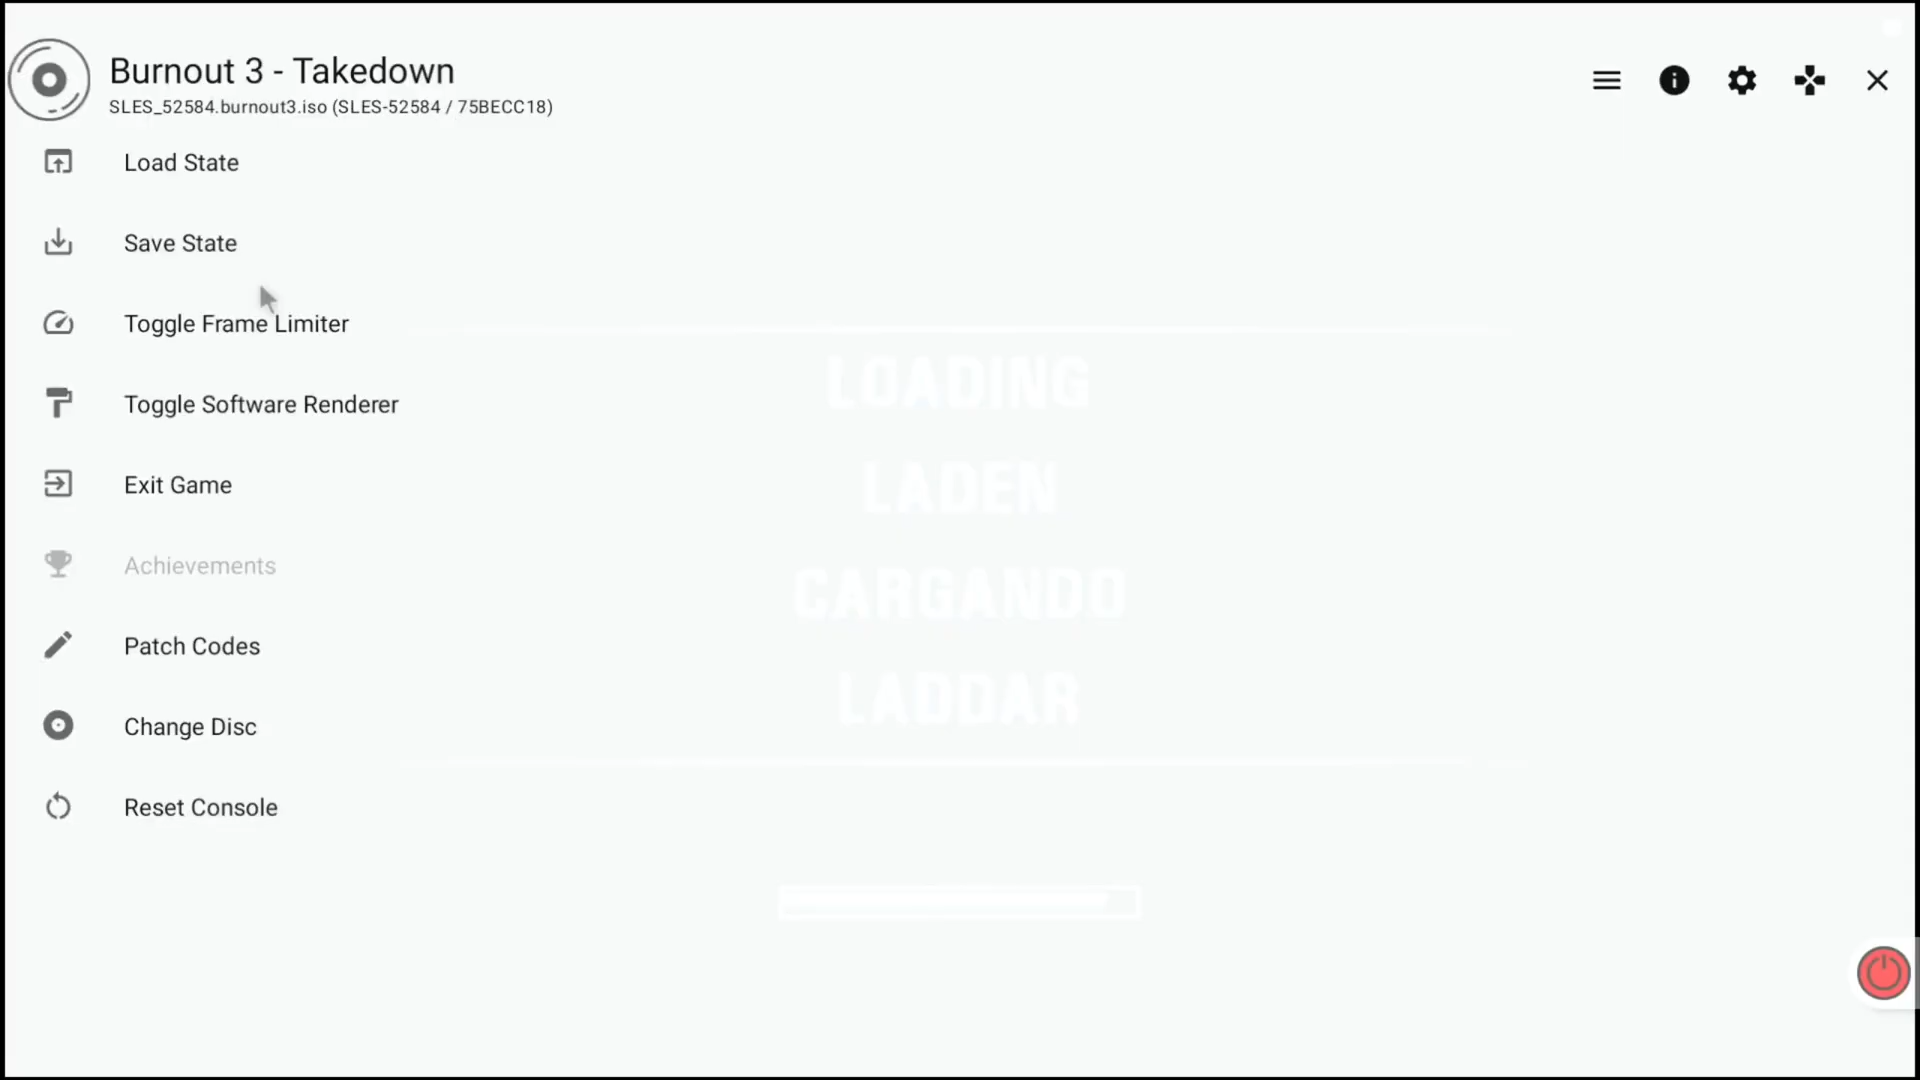 Burnout 3 - Takedown
SLES_52584.burnout3.iso (SLES-52584 / 75BECC18)
Load State
Save State
Toggle Frame Limiter
Toggle Software Renderer
Exit Game
Achievements
Patch Codes
Change Disc
Reset Console
LOADING
LADEN
CARGANDO
LADDAR